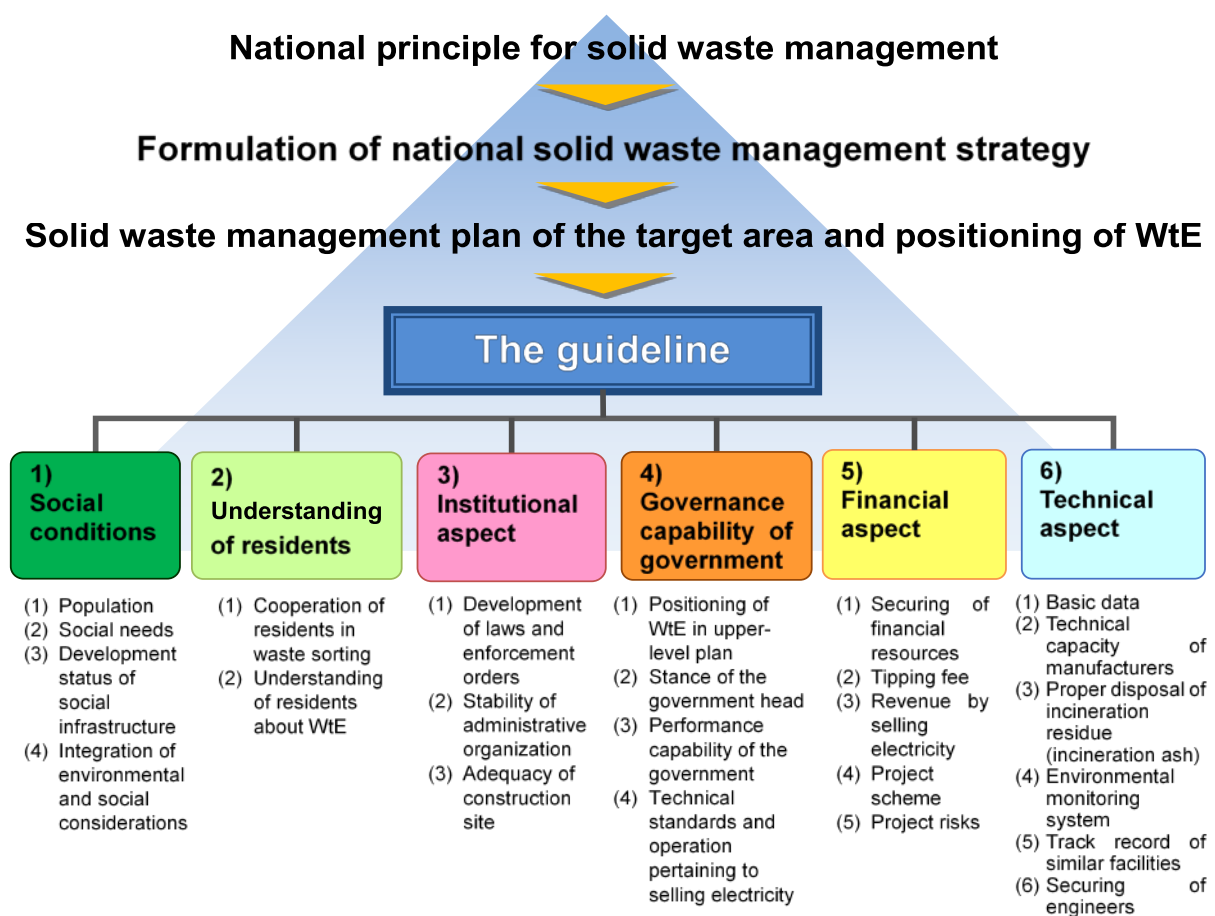 National principle for solid waste management
Formulation of national solid waste management strategy
Solid waste management plan of the target area and positioning of WtE
The guideline
1)
Social
conditions
(1) Population
(2) Social needs
(3) Development
status of
social
infrastructure
(4) Integration of
environmental
and social
considerations
2)
Understanding
of residents
(1) Cooperation of
residents in
waste sorting
(2) Understanding
of residents
about WtE
3)
Institutional
aspect
(1) Development
of laws and
enforcement
orders
(2) Stability of
administrative
organization
(3) Adequacy of
construction
site
4)
Governance
capability of
government
(1) Positioning of
WtE in upper-
level plan
(2) Stance of the
government head
(3) Performance
capability of the
government
(4) Technical
standards and
operation
pertaining to
selling electricity
5)
Financial
aspect
(1) Securing of
financial
resources
(2) Tipping fee
(3) Revenue by
selling
electricity
(4) Project
scheme
(5) Project risks
6)
Technical
aspect
(1) Basic data
(2) Technical
capacity of
manufacturers
(3) Proper disposal of
incineration
residue
(incineration ash)
(4) Environmental
monitoring
system
(5) Track record of
similar facilities
(6) Securing of
engineers